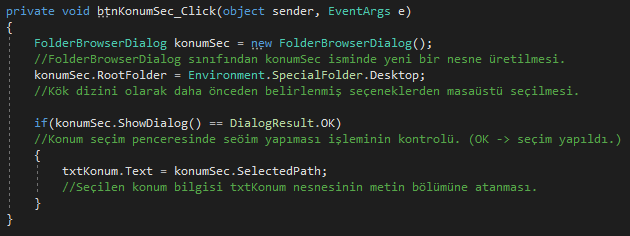 private void btnKonumSec_Click(object sender, EventArgs e)
{
FolderBrowserDialog konumSec = new FolderBrowserDialog();
//FolderBrowserDialog sınıfından konumSec isminde yeni bir nesne üretilmesi.
konumSec.RootFolder = Environment.SpecialFolder.Desktop;
//Kök dizini olarak daha önceden belirlenmiş seçeneklerden masaüstü seçilmesi.
if(konumSec.ShowDialog() == DialogResult.OK)
//Konum seçim penceresinde seöim yapıması işleminin kontrolü. (OK -> seçim yapıldı.)
{
txtKonum.Text = konumSec.SelectedPath;
//Seçilen konum bilgisi txtKonum nesnesinin metin bölümüne atanması.
}
}